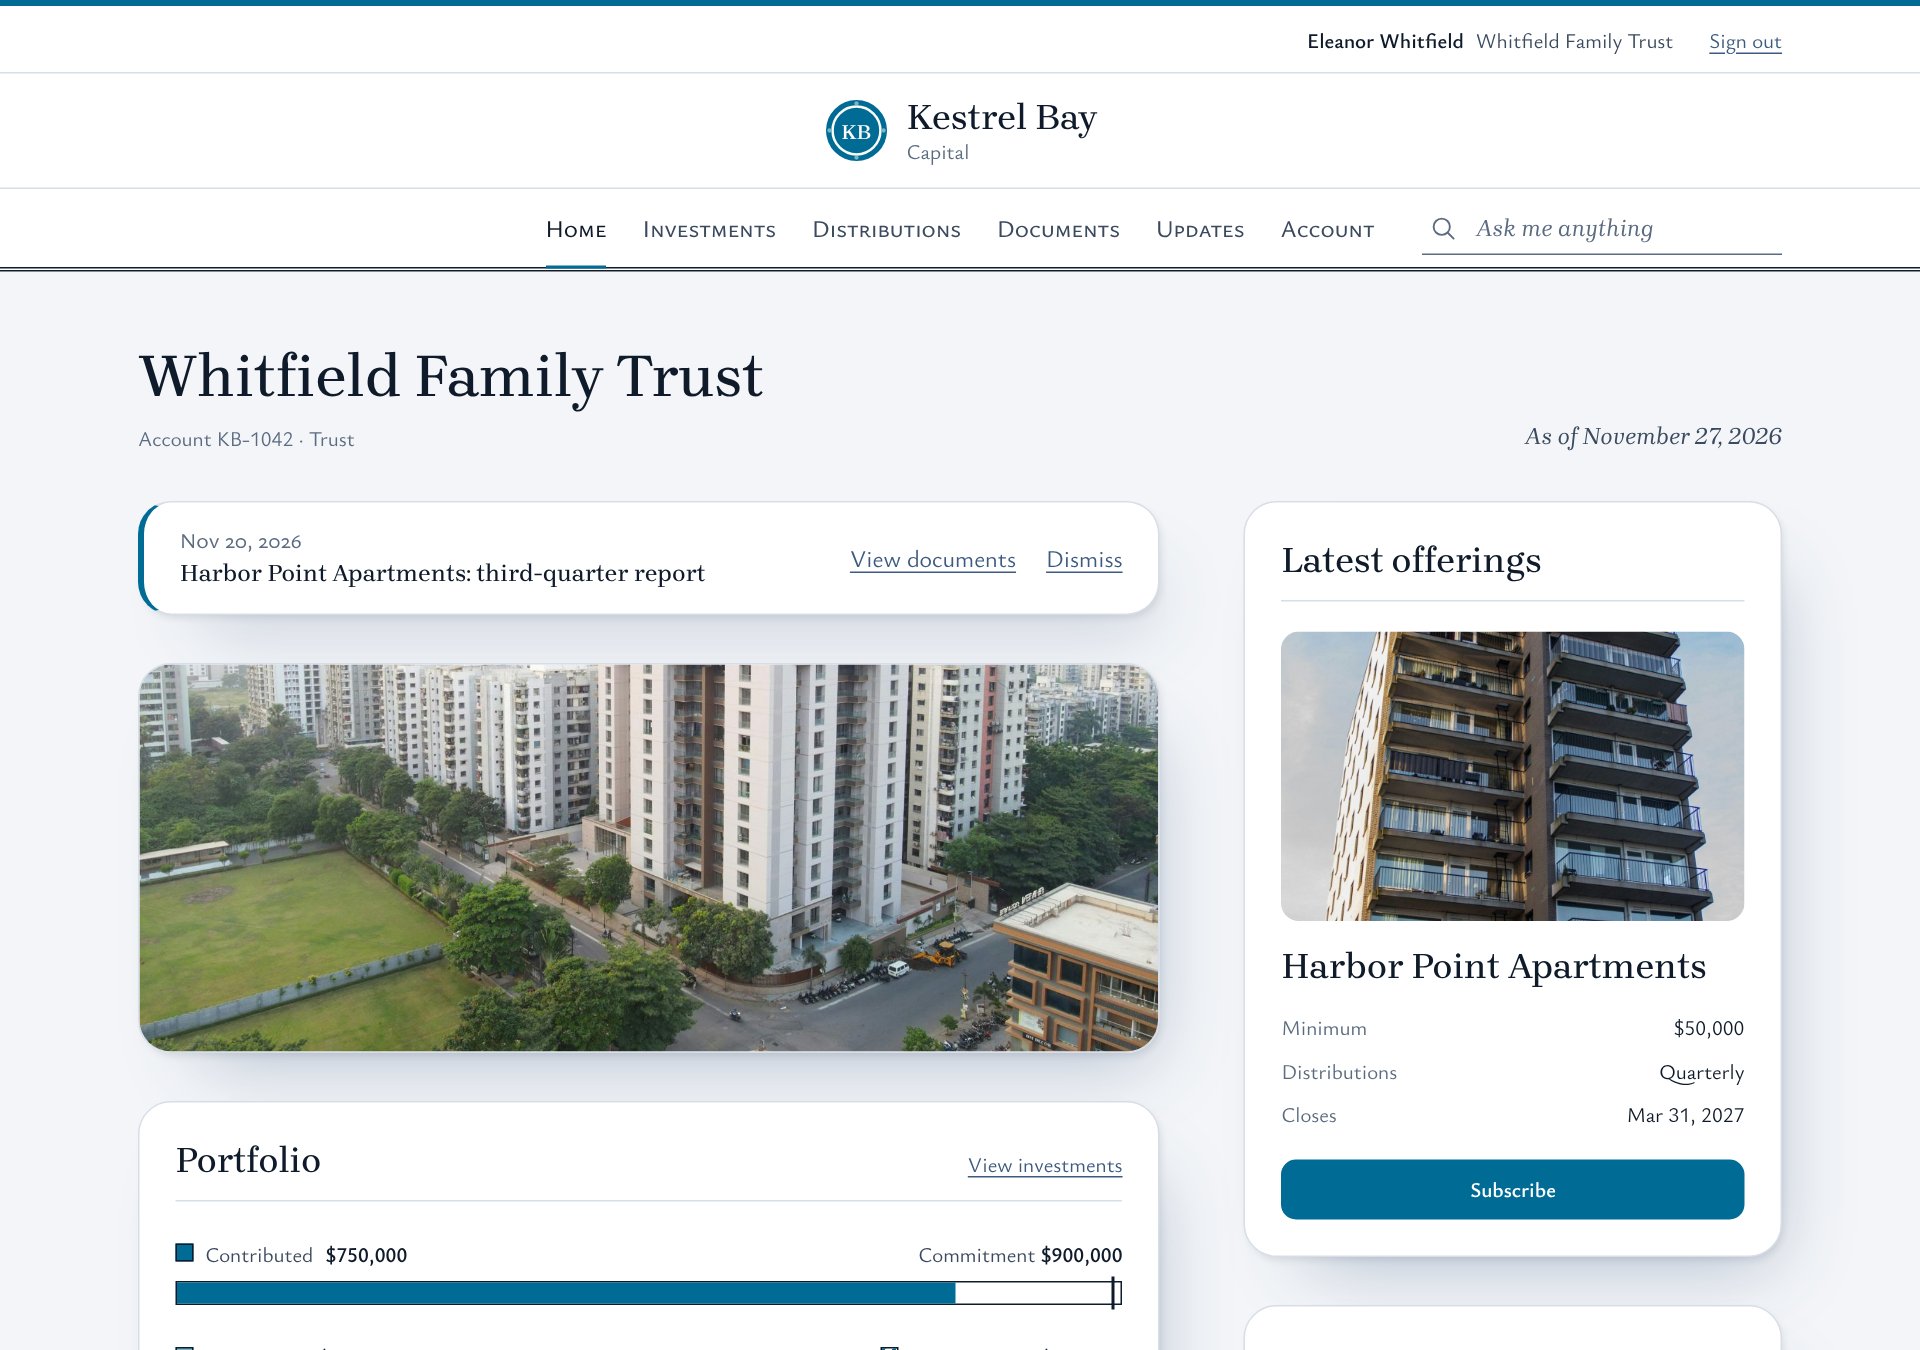 Eleanor Whitfield Whitfield Family Trust Sign out
KB
Kestrel Bay
Capital
Home Investments Distributions Documents Updates Account Ask me anything
Whitfield Family Trust
Account KB-1042 · Trust
As of November 27, 2026
Nov 20, 2026
Harbor Point Apartments: third-quarter report
View documents Dismiss
Latest offerings
Harbor Point Apartments
Minimum $50,000
Distributions Quarterly
Closes Mar 31, 2027
Subscribe
Portfolio
View investments
Contributed $750,000
Commitment $900,000